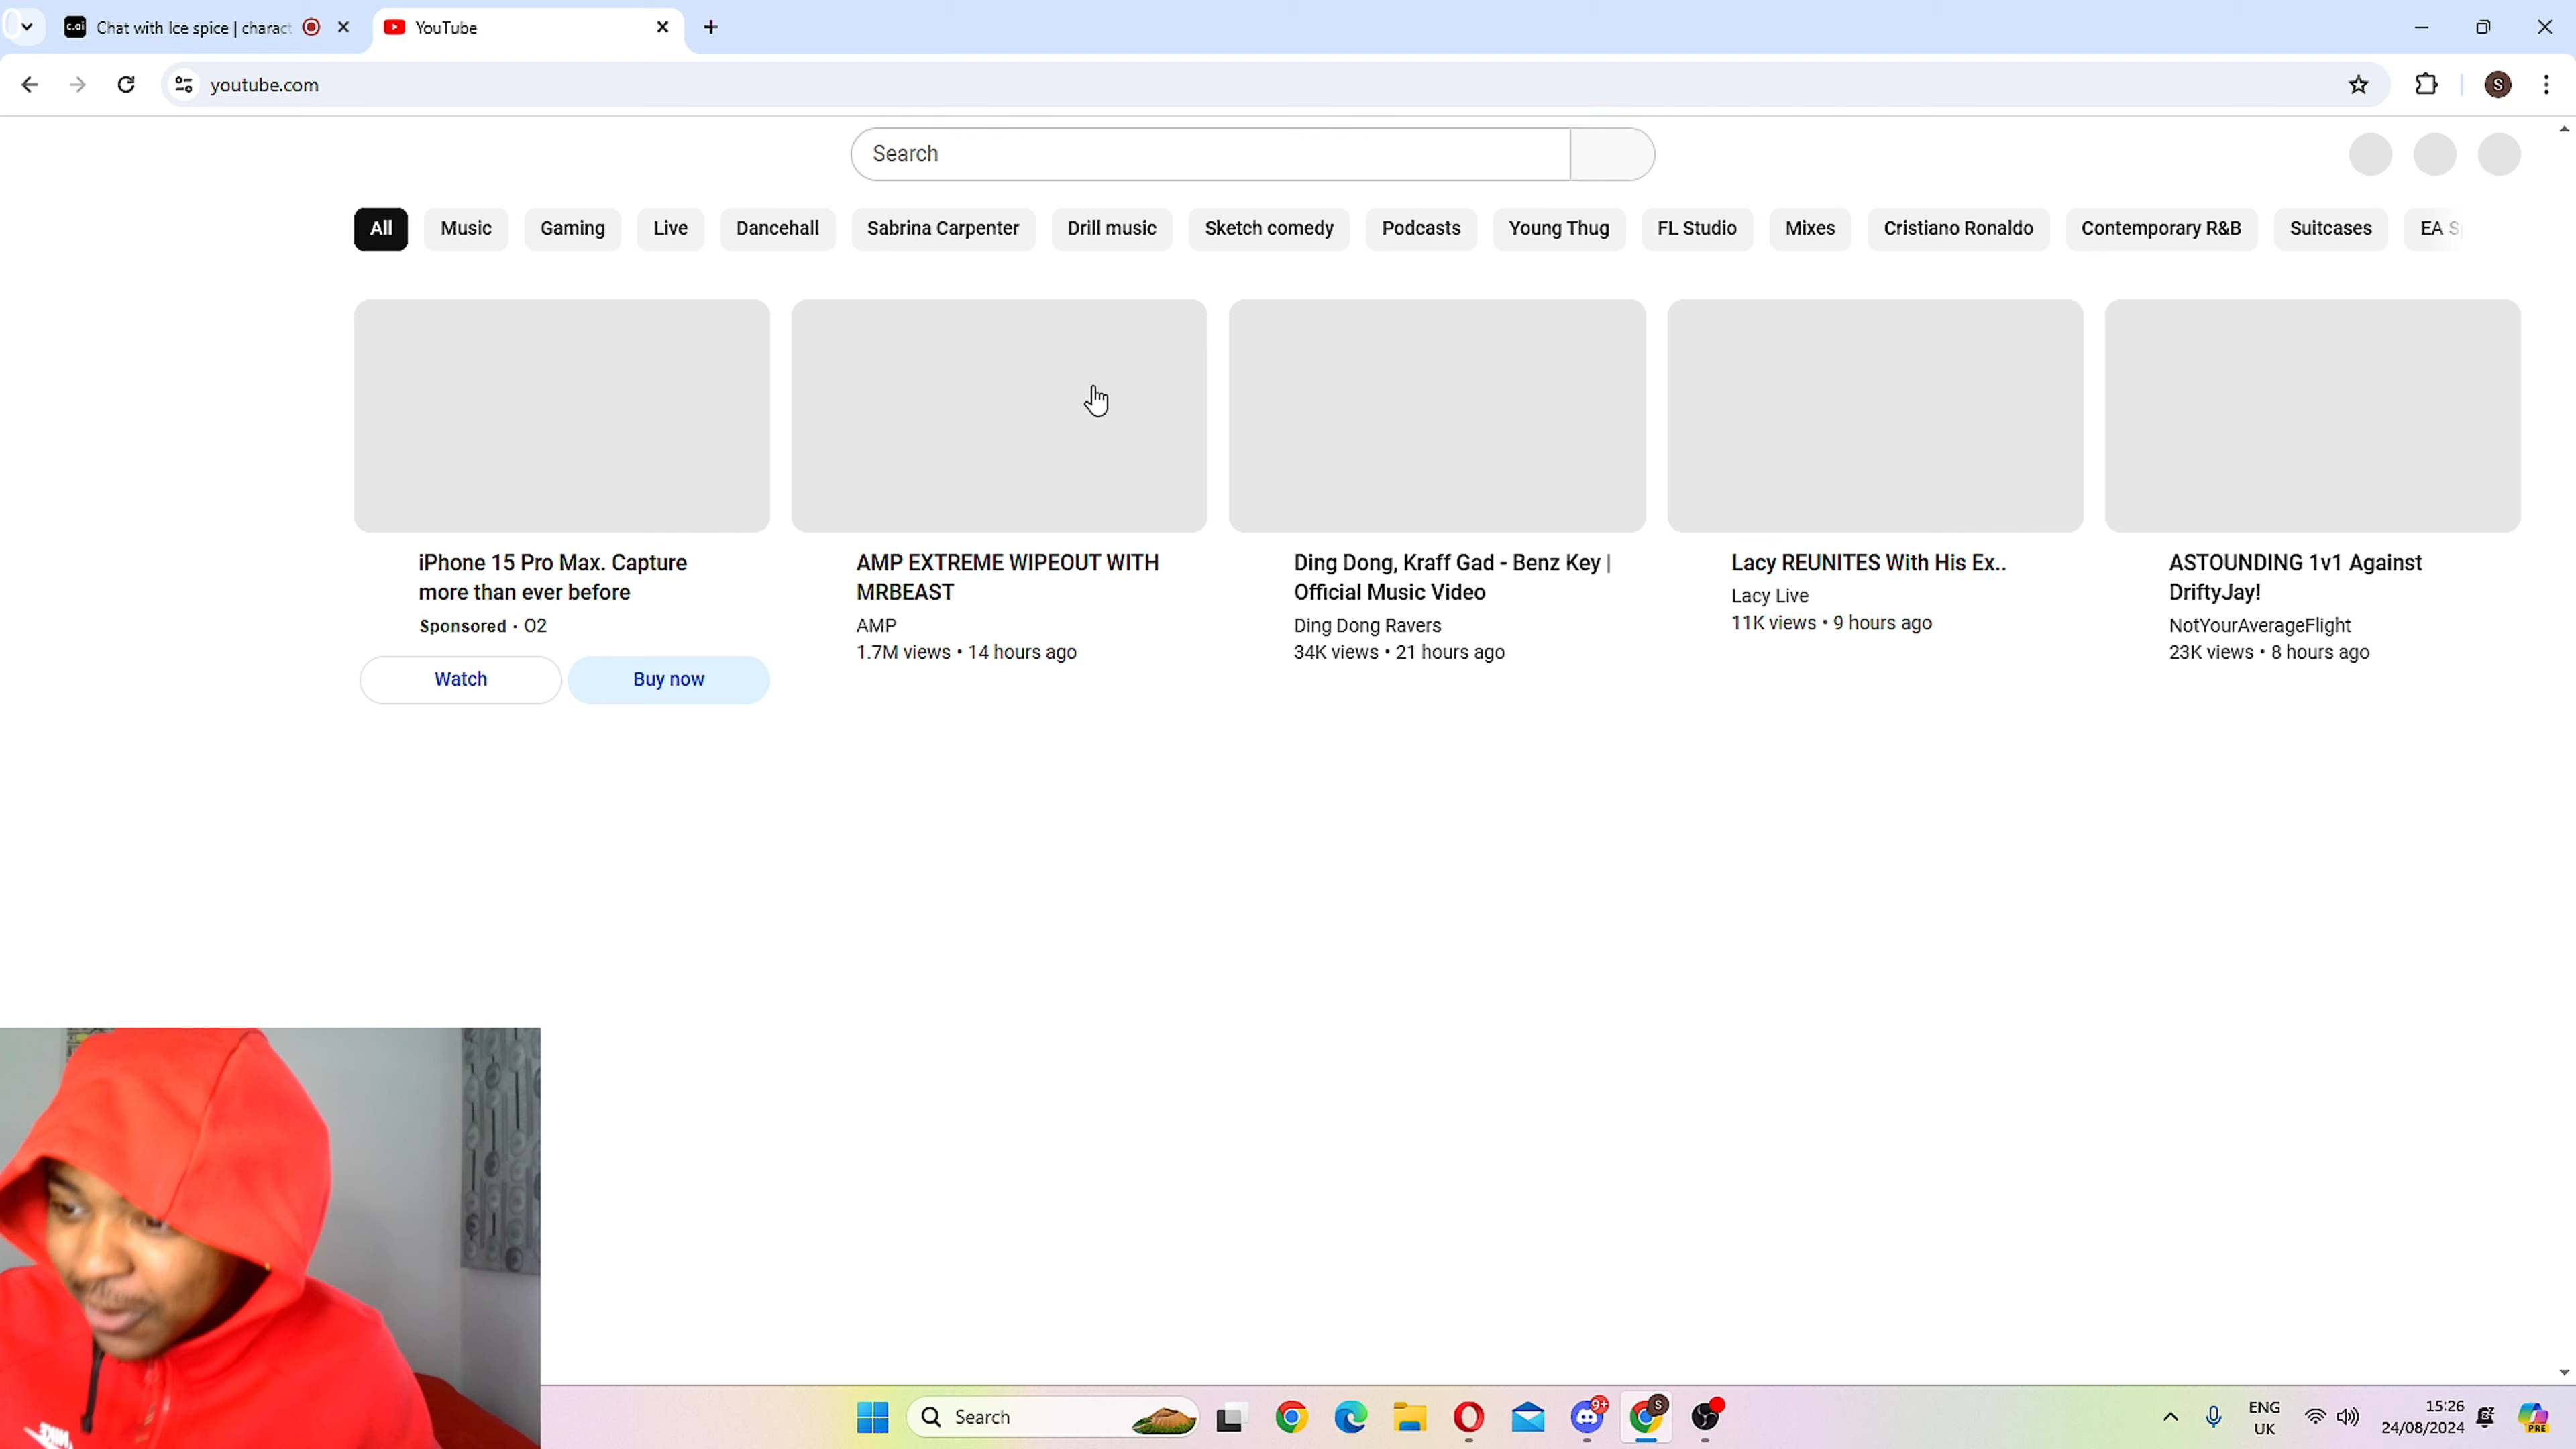 c.ai Chat with Ice spice | charact
YouTube
youtube.com
S
Search
All Music Gaming Live Dancehall Sabrina Carpenter Drill music Sketch comedy Podcasts Young Thug FL Studio Mixes Cristiano Ronaldo Contemporary R&B Suitcases EA S
iPhone 15 Pro Max. Capture
more than ever before
Sponsored · O2
Watch Buy now
AMP EXTREME WIPEOUT WITH
MRBEAST
AMP
1.7M views • 14 hours ago
Ding Dong, Kraff Gad - Benz Key |
Official Music Video
Ding Dong Ravers
34K views • 21 hours ago
Lacy REUNITES With His Ex..
Lacy Live
11K views • 9 hours ago
ASTOUNDING 1v1 Against
DriftyJay!
NotYourAverageFlight
23K views • 8 hours ago
NIKE
Search
9+
S
ENG
UK
15:26
24/08/2024
PRE